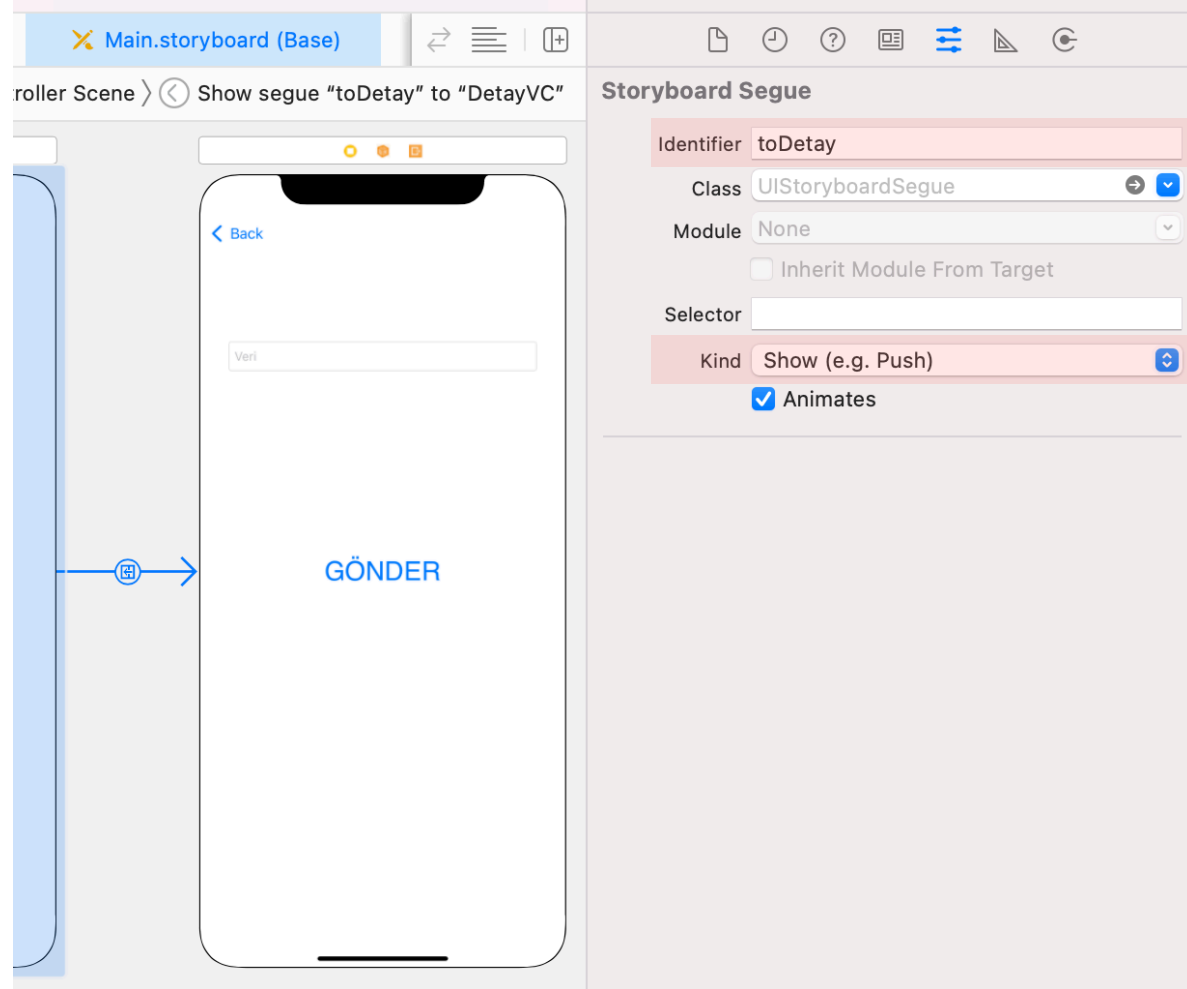 Main.storyboard (Base)
roller Scene 〉 Show segue “toDetay” to “DetayVC”
Back
Veri
GÖNDER
Storyboard Segue
Identifier toDetay
Class UIStoryboardSegue
Module None
Inherit Module From Target
Selector
Kind Show (e.g. Push)
Animates